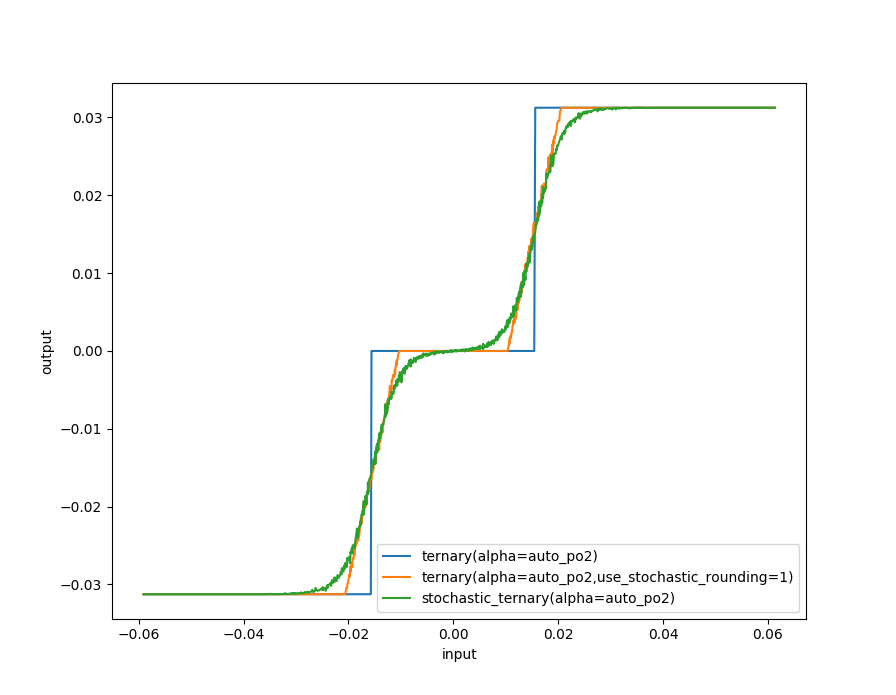 0.03
0.02
0.01
0.00
−0.01
−0.02
−0.03
output
ternary(alpha=auto_po2)
ternary(alpha=auto_po2,use_stochastic_rounding=1)
stochastic_ternary(alpha=auto_po2)
−0.06 −0.04 −0.02 0.00 0.02 0.04 0.06
input